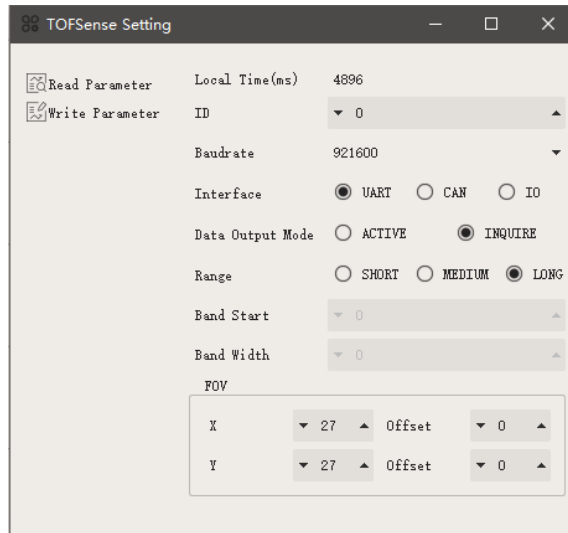 TOFSense Setting
Read Parameter
Write Parameter
Local Time(ms) 4896
ID 0
Baudrate 921600
Interface UART CAN IO
Data Output Mode ACTIVE INQUIRE
Range SHORT MEDIUM LONG
Band Start 0
Band Width 0
FOV
X 27 Offset 0
Y 27 Offset 0